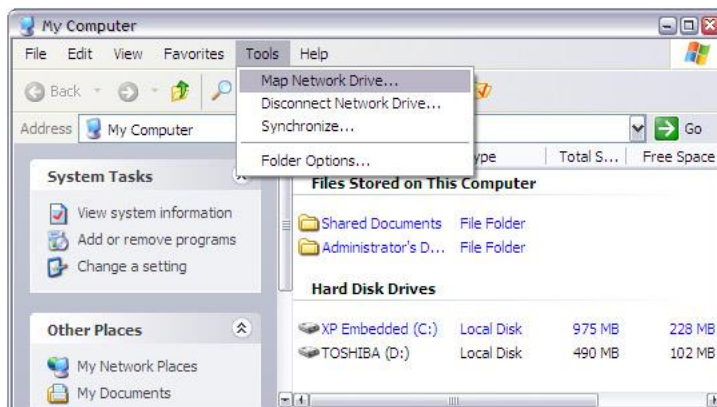 My Computer
File Edit View Favorites Tools Help
Back
Map Network Drive...
Disconnect Network Drive...
Synchronize...
Folder Options...
Address My Computer Go
Total S... Free Space
System Tasks
View system information
Add or remove programs
Change a setting
Other Places
My Network Places
My Documents
Files Stored on This Computer
Shared Documents File Folder
Administrator's D... File Folder
Hard Disk Drives
XP Embedded (C:) Local Disk 975 MB 228 MB
TOSHIBA (D:) Local Disk 490 MB 102 MB